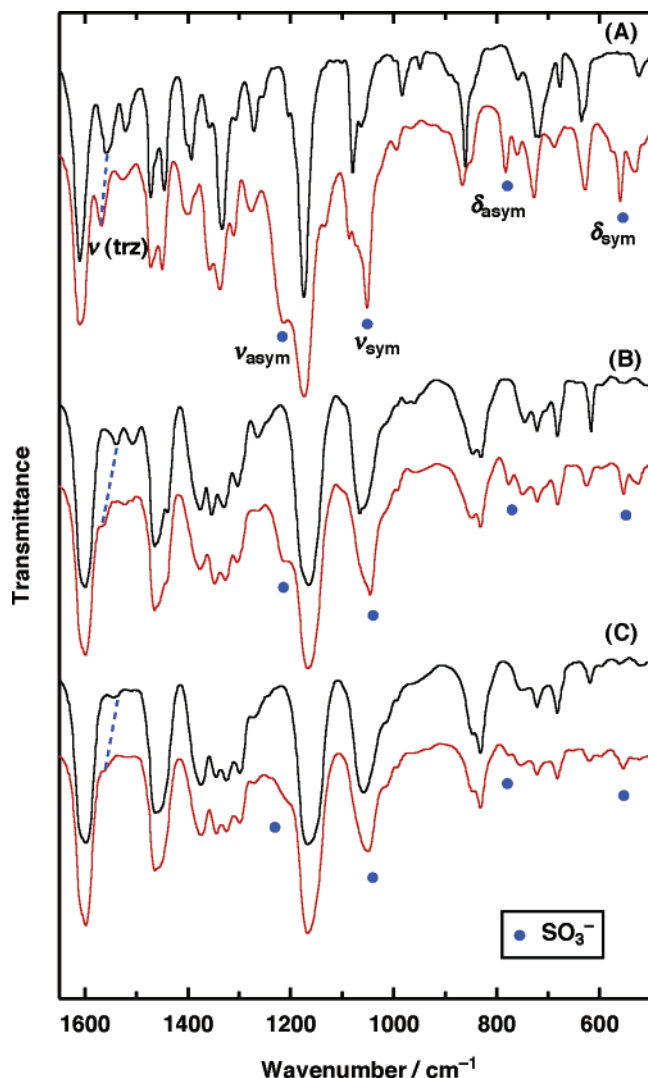 (A)
ν (trz)
δasym
δsym
νasym
νsym
(B)
Transmittance
(C)
SO₃⁻
1600 1400 1200 1000 800 600
Wavenumber / cm⁻¹